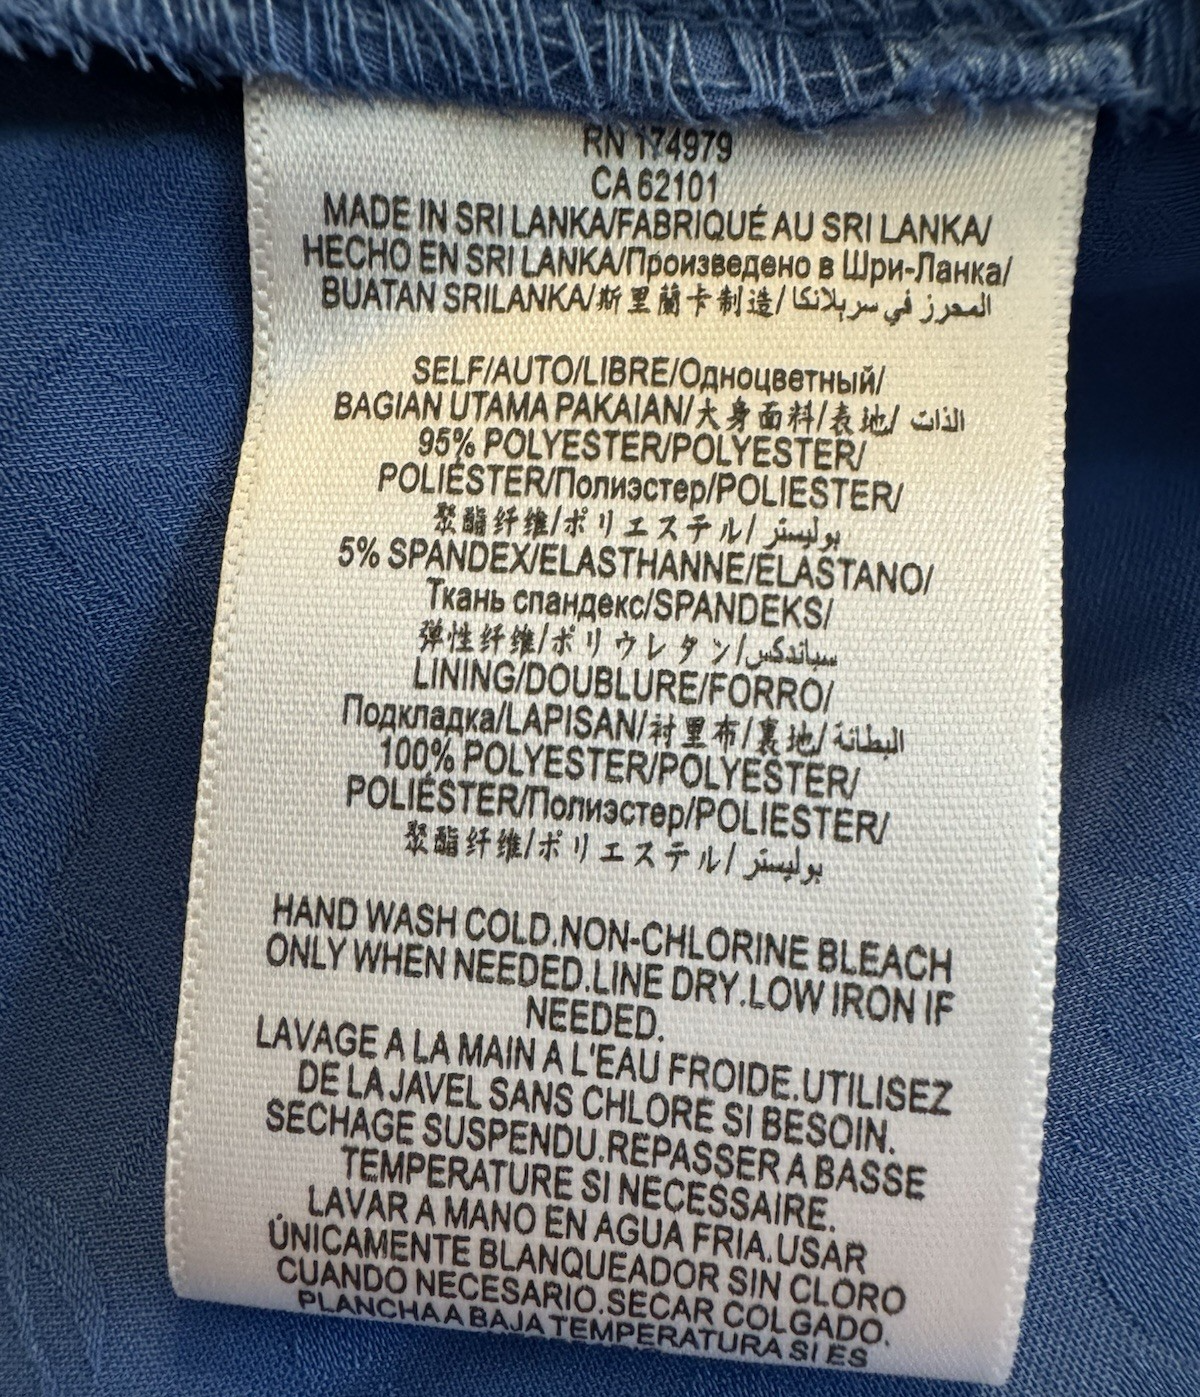 RN 174979
CA 62101
MADE IN SRI LANKA/FABRIQUÉ AU SRI LANKA/
HECHO EN SRI LANKA/Произведено в Шри-Ланка/
BUATAN SRILANKA/斯里蘭卡制造/المحرز في سريلانكا
SELF/AUTO/LIBRE/Одноцветный/
BAGIAN UTAMA PAKAIAN/大身面料/表地/الذات
95% POLYESTER/POLYESTER/
POLIÉSTER/Полиэстер/POLIESTER/
聚酯纤维/ポリエステル/بوليستر
5% SPANDEX/ELASTHANNE/ELASTANO/
Ткань спандекс/SPANDEKS/
弹性纤维/ポリウレタン/سباندكس
LINING/DOUBLURE/FORRO/
Подкладка/LAPISAN/衬里布/裏地/البطانة
100% POLYESTER/POLYESTER/
POLIÉSTER/Полиэстер/POLIESTER/
聚酯纤维/ポリエステル/بوليستر
HAND WASH COLD.NON-CHLORINE BLEACH
ONLY WHEN NEEDED.LINE DRY.LOW IRON IF
NEEDED.
LAVAGE A LA MAIN A L'EAU FROIDE.UTILISEZ
DE LA JAVEL SANS CHLORE SI BESOIN.
SECHAGE SUSPENDU.REPASSER A BASSE
TEMPERATURE SI NECESSAIRE.
LAVAR A MANO EN AGUA FRIA.USAR
ÚNICAMENTE BLANQUEADOR SIN CLORO
CUANDO NECESARIO.SECAR COLGADO.
PLANCHA A BAJA TEMPERATURA SI ES